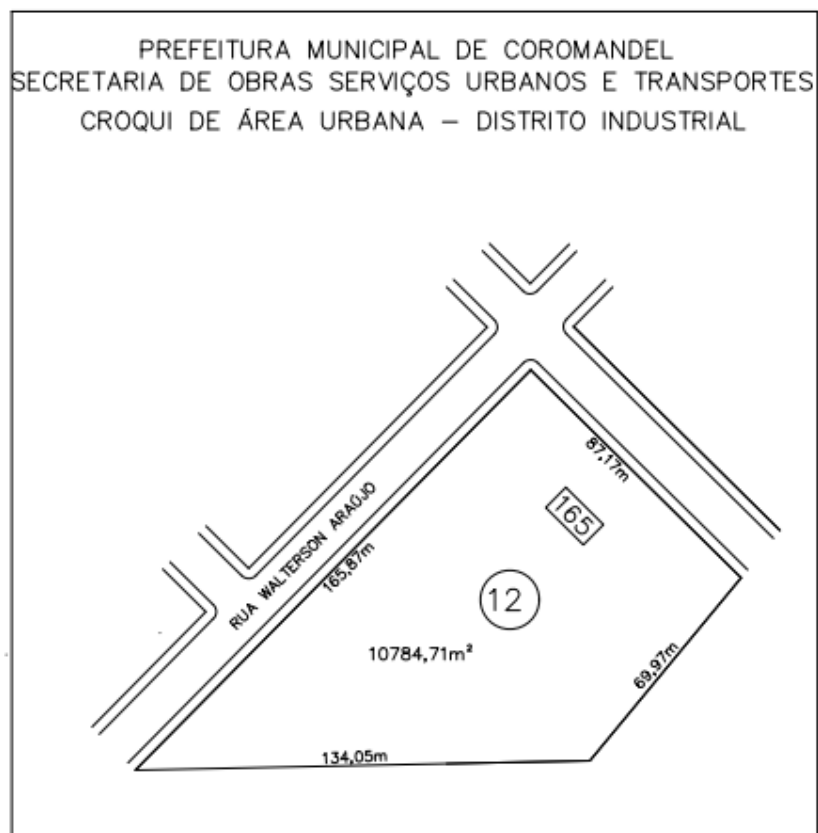 PREFEITURA MUNICIPAL DE COROMANDEL
SECRETARIA DE OBRAS SERVIÇOS URBANOS E TRANSPORTES
CROQUI DE ÁREA URBANA – DISTRITO INDUSTRIAL
87,17m
165
RUA WALTERSON ARAÚJO
165,87m
12
10784,71m²
69,97m
134,05m